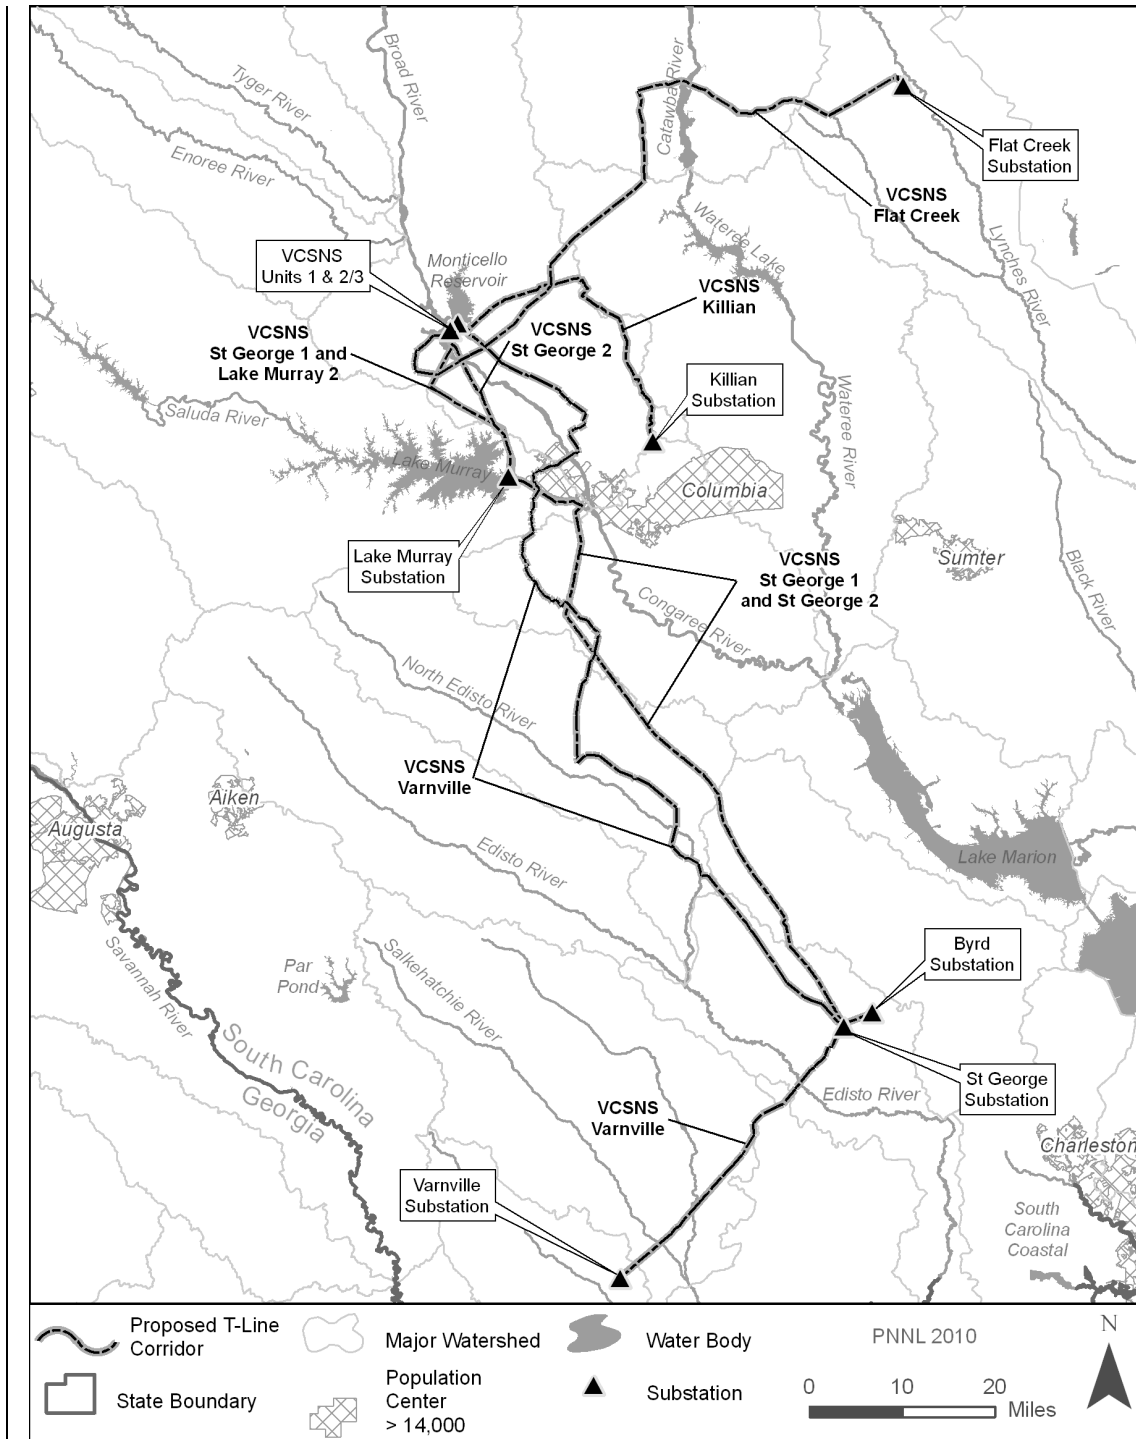 Broad River
Tyger River
Enoree River
Catawba River
Flat Creek
Substation
VCSNS
Flat Creek
Wateree Lake
Lynches River
VCSNS
Units 1 & 2/3
Monticello
Reservoir
VCSNS
Killian
VCSNS
St George 2
VCSNS
St George 1 and
Lake Murray 2
Killian
Substation
Saluda River
Lake Murray
Wateree River
Columbia
Lake Murray
Substation
VCSNS
St George 1
and St George 2
Sumter
Black River
Congaree River
North Edisto River
VCSNS
Varnville
Aiken
Augusta
Edisto River
Lake Marion
Savannah River
Par
Pond
Salkehatchie River
Byrd
Substation
South Carolina
Georgia
St George
Substation
Edisto River
VCSNS
Varnville
Charleston
Varnville
Substation
South
Carolina
Coastal
Proposed T-Line
Corridor
Major Watershed
Water Body
PNNL 2010
N
State Boundary
Population
Center
> 14,000
Substation
0 10 20
Miles